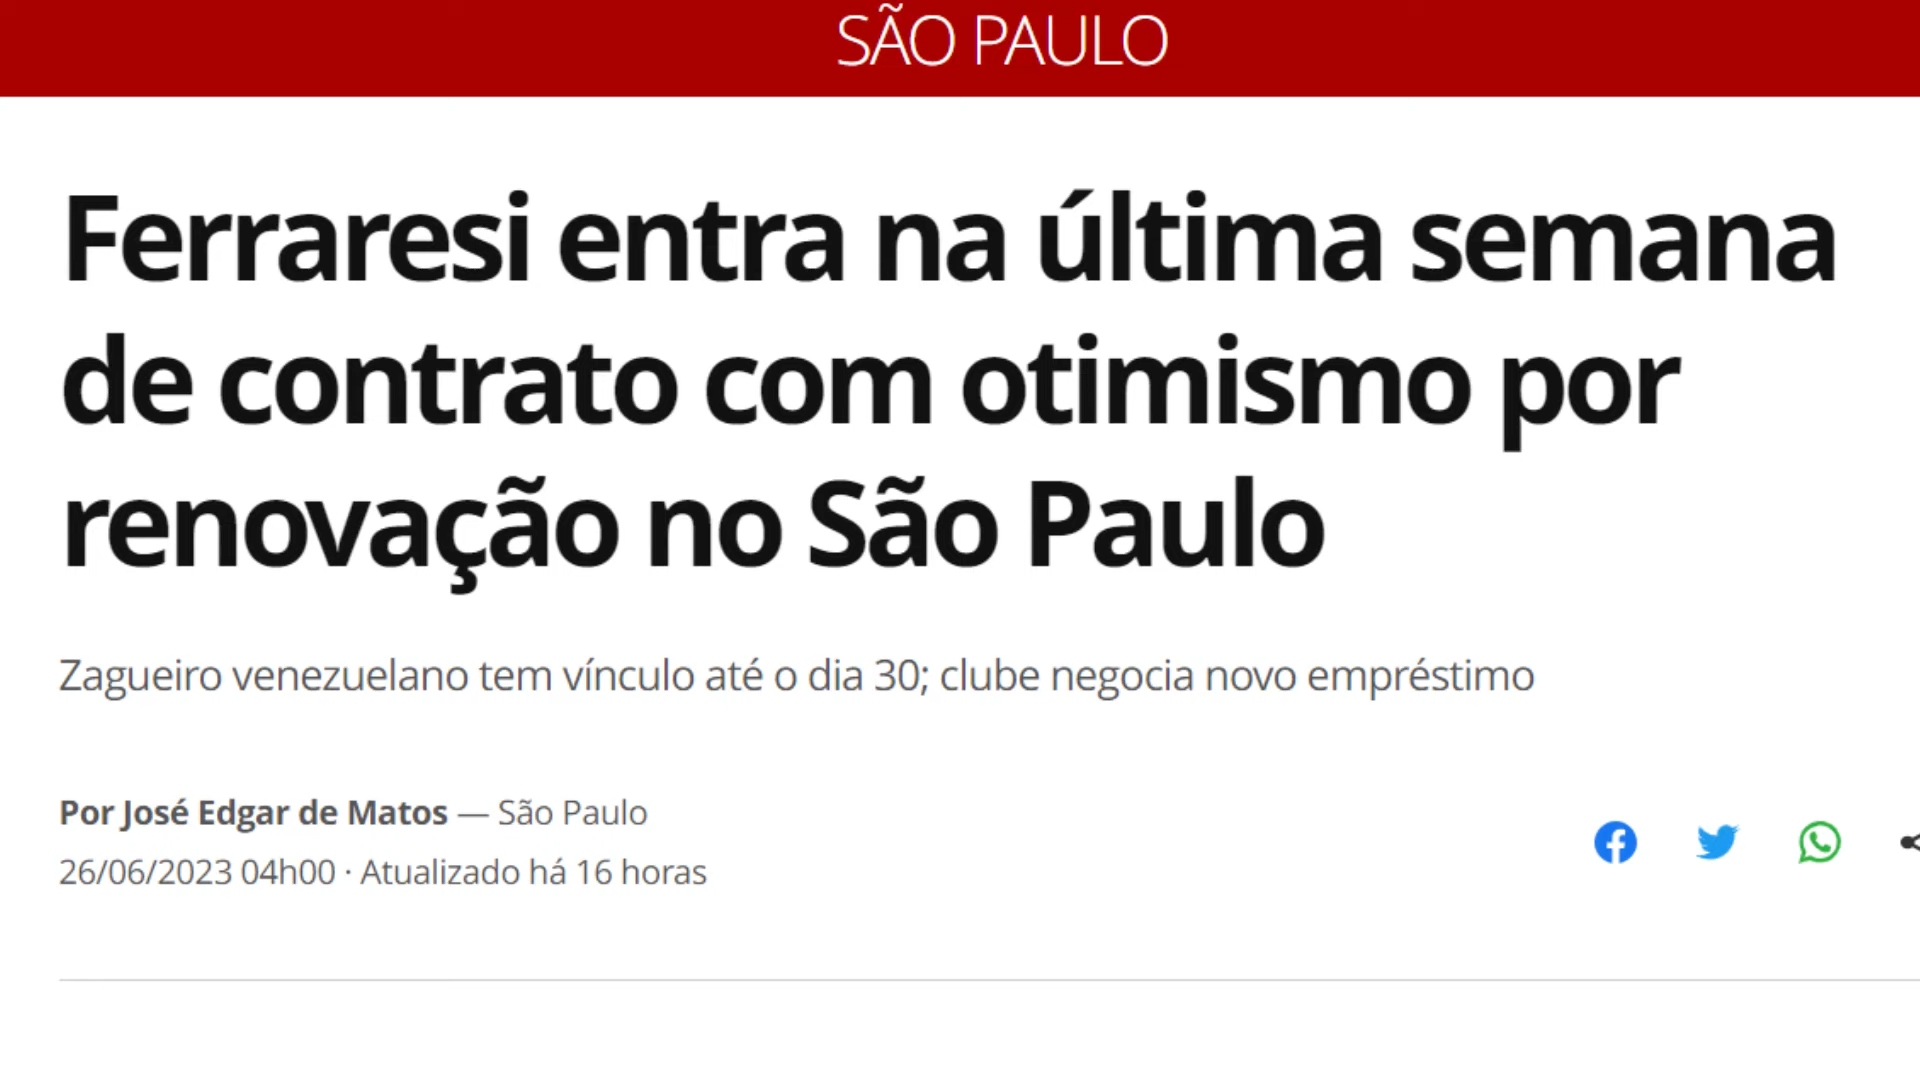 SÃO PAULO
Ferraresi entra na última semana
de contrato com otimismo por
renovação no São Paulo
Zagueiro venezuelano tem vínculo até o dia 30; clube negocia novo empréstimo
Por José Edgar de Matos — São Paulo
26/06/2023 04h00 · Atualizado há 16 horas